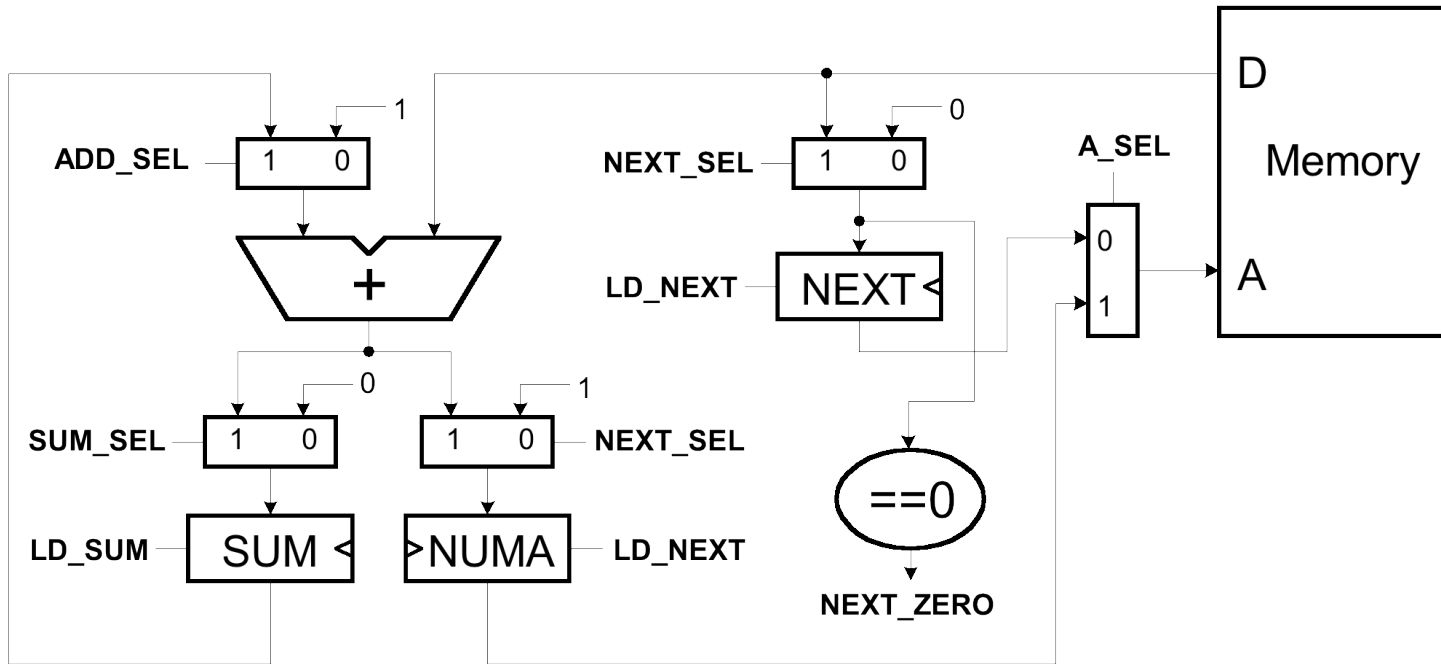 D
1
0
ADD_SEL
1 0
NEXT_SEL
1 0
A_SEL
Memory
0
+
LD_NEXT
NEXT <
A
1
0
1
SUM_SEL
1 0
1 0
NEXT_SEL
==0
LD_SUM
SUM <
>NUMA
LD_NEXT
NEXT_ZERO